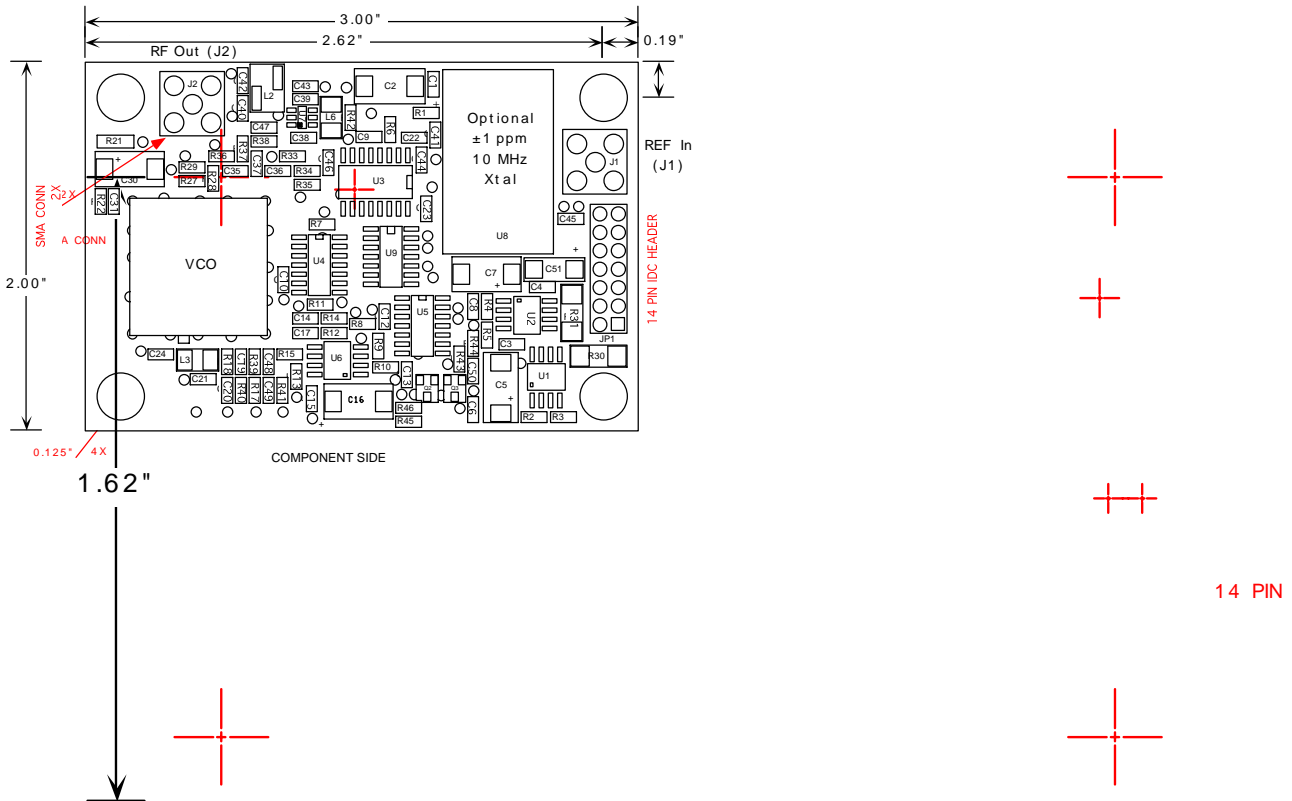 3.00"
2.62"
0.19"
RF Out (J2)
J2
C42
C40
L2
C43
C39
C47
R38
C38
L6
R42
C2
C1
R1
R6
C9
C22
C41
Optional
±1 ppm
10 MHz
Xtal
U8
REF In
(J1)
J1
R21
C30
R36
R29
R27
R28
R37
C35
C37
R33
C36
R34
R35
C46
U3
C44
C23
R22
C31
SMA CONN
2X
2X
A CONN
VCO
R7
U4
U9
C10
C45
C7
C51
C4
14 PIN IDC HEADER
2.00"
R11
C14
R14
C17
R12
R8
C12
U5
C8
R4
R5
U2
R31
JP1
C24
L3
C21
R18
C19
R39
C48
R15
R13
U6
R9
R10
C13
R43
R44
C50
C3
C5
U1
R30
C20
R40
R17
C49
R41
C15
C16
Q2
Q3
R46
R45
C6
R2
R3
0.125"
4X
COMPONENT SIDE
1.62"
14 PIN